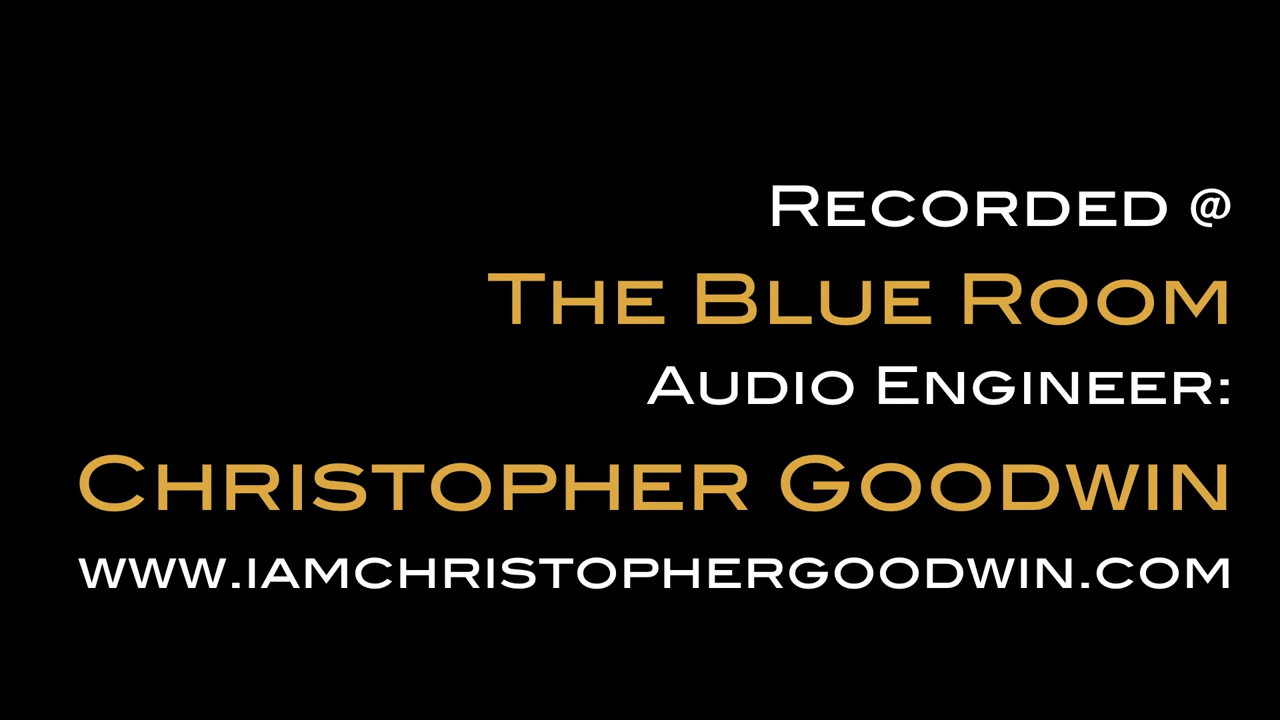 Recorded @
The Blue Room
Audio Engineer:
Christopher Goodwin
www.iamchristophergoodwin.com